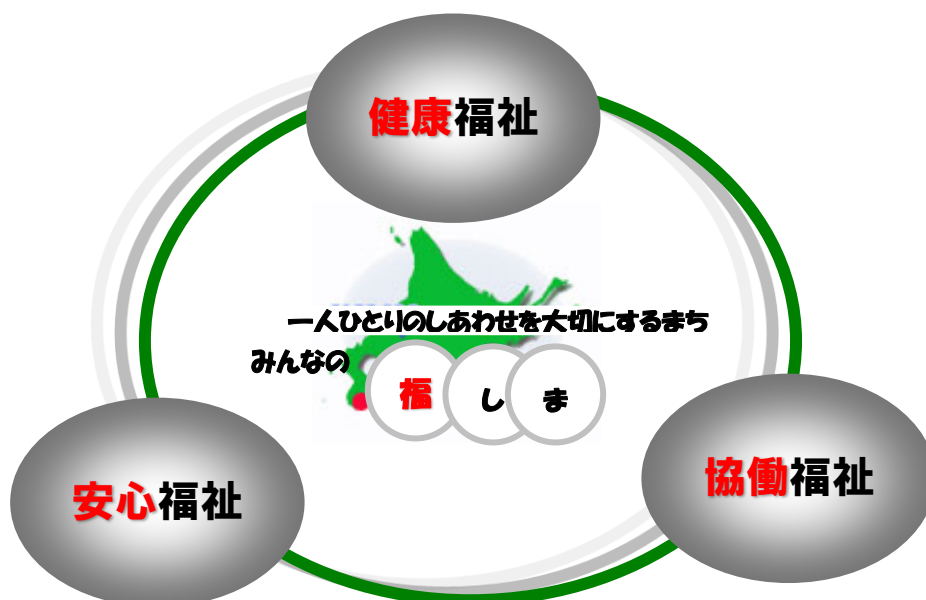 健康福祉
一人ひとりのしあわせを大切にするまち
みんなの
福しま
安心福祉
協働福祉